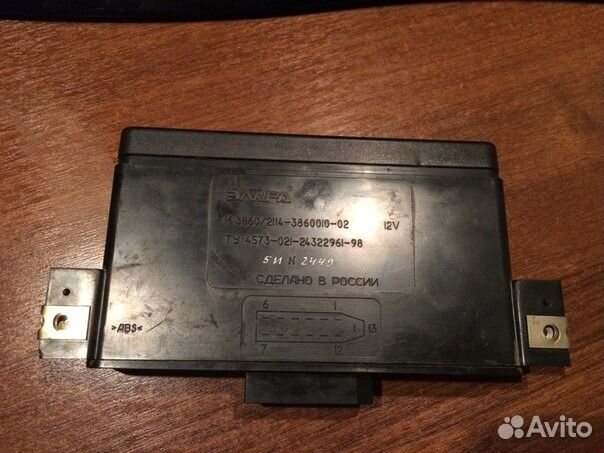 16.3860/2114-3860010-02 12V
ТУ 4573-021-24322961-98
5И N 2449
СДЕЛАНО В РОССИИ
6 1
1 13
7 12
>ABS<
Avito